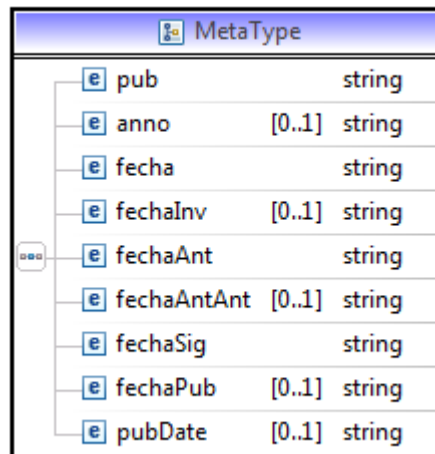 MetaType
e pub string
e anno [0..1] string
e fecha string
e fechaInv [0..1] string
e fechaAnt string
e fechaAntAnt [0..1] string
e fechaSig string
e fechaPub [0..1] string
e pubDate [0..1] string